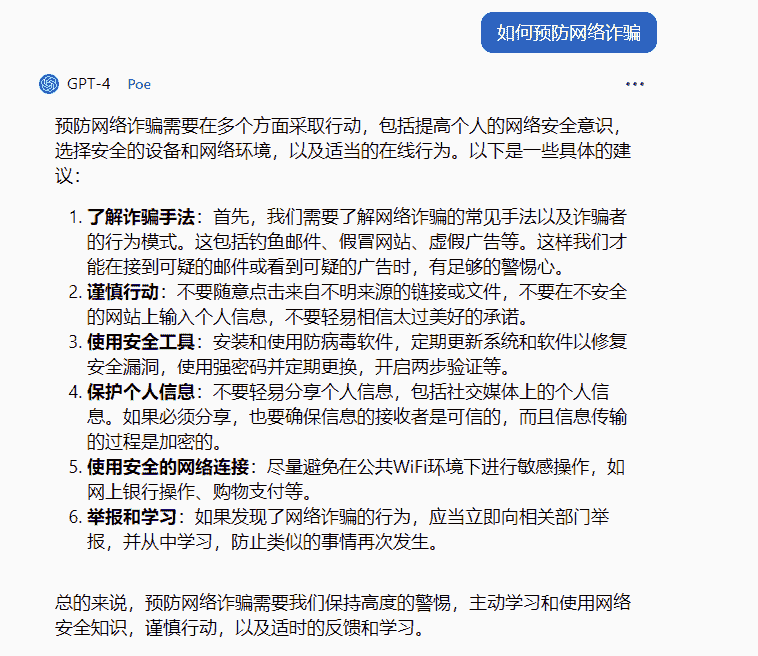 如何预防网络诈骗
GPT-4 Poe
预防网络诈骗需要在多个方面采取行动，包括提高个人的网络安全意识，
选择安全的设备和网络环境，以及适当的在线行为。以下是一些具体的建
议：
1. 了解诈骗手法：首先，我们需要了解网络诈骗的常见手法以及诈骗者
的行为模式。这包括钓鱼邮件、假冒网站、虚假广告等。这样我们才
能在接到可疑的邮件或看到可疑的广告时，有足够的警惕心。
2. 谨慎行动：不要随意点击来自不明来源的链接或文件，不要在不安全
的网站上输入个人信息，不要轻易相信太过美好的承诺。
3. 使用安全工具：安装和使用防病毒软件，定期更新系统和软件以修复
安全漏洞，使用强密码并定期更换，开启两步验证等。
4. 保护个人信息：不要轻易分享个人信息，包括社交媒体上的个人信
息。如果必须分享，也要确保信息的接收者是可信的，而且信息传输
的过程是加密的。
5. 使用安全的网络连接：尽量避免在公共WiFi环境下进行敏感操作，如
网上银行操作、购物支付等。
6. 举报和学习：如果发现了网络诈骗的行为，应当立即向相关部门举
报，并从中学习，防止类似的事情再次发生。
总的来说，预防网络诈骗需要我们保持高度的警惕，主动学习和使用网络
安全知识，谨慎行动，以及适时的反馈和学习。